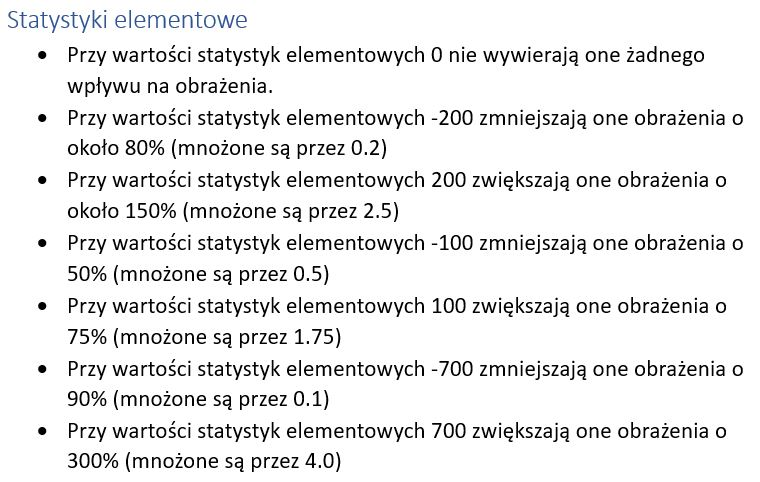 Statystyki elementowe
• Przy wartości statystyk elementowych 0 nie wywierają one żadnego
wpływu na obrażenia.
• Przy wartości statystyk elementowych -200 zmniejszają one obrażenia o
około 80% (mnożone są przez 0.2)
• Przy wartości statystyk elementowych 200 zwiększają one obrażenia o
około 150% (mnożone są przez 2.5)
• Przy wartości statystyk elementowych -100 zmniejszają one obrażenia o
50% (mnożone są przez 0.5)
• Przy wartości statystyk elementowych 100 zwiększają one obrażenia o
75% (mnożone są przez 1.75)
• Przy wartości statystyk elementowych -700 zmniejszają one obrażenia o
90% (mnożone są przez 0.1)
• Przy wartości statystyk elementowych 700 zwiększają one obrażenia o
300% (mnożone są przez 4.0)